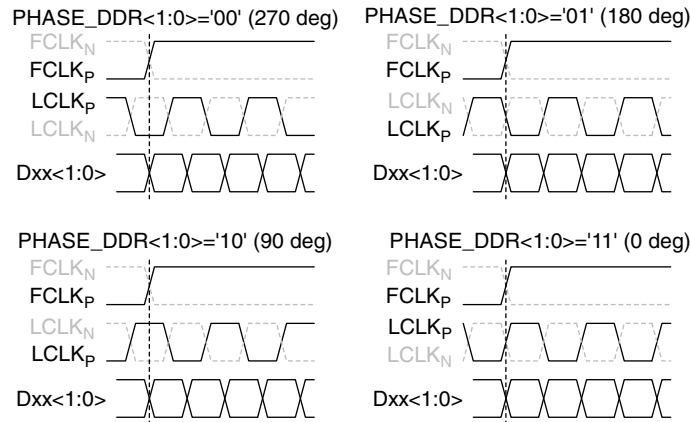 PHASE_DDR<1:0>='00' (270 deg)
FCLKN
FCLKP
LCLKP
LCLKN
Dxx<1:0>
PHASE_DDR<1:0>='01' (180 deg)
FCLKN
FCLKP
LCLKN
LCLKP
Dxx<1:0>
PHASE_DDR<1:0>='10' (90 deg)
FCLKN
FCLKP
LCLKN
LCLKP
Dxx<1:0>
PHASE_DDR<1:0>='11' (0 deg)
FCLKN
FCLKP
LCLKP
LCLKN
Dxx<1:0>